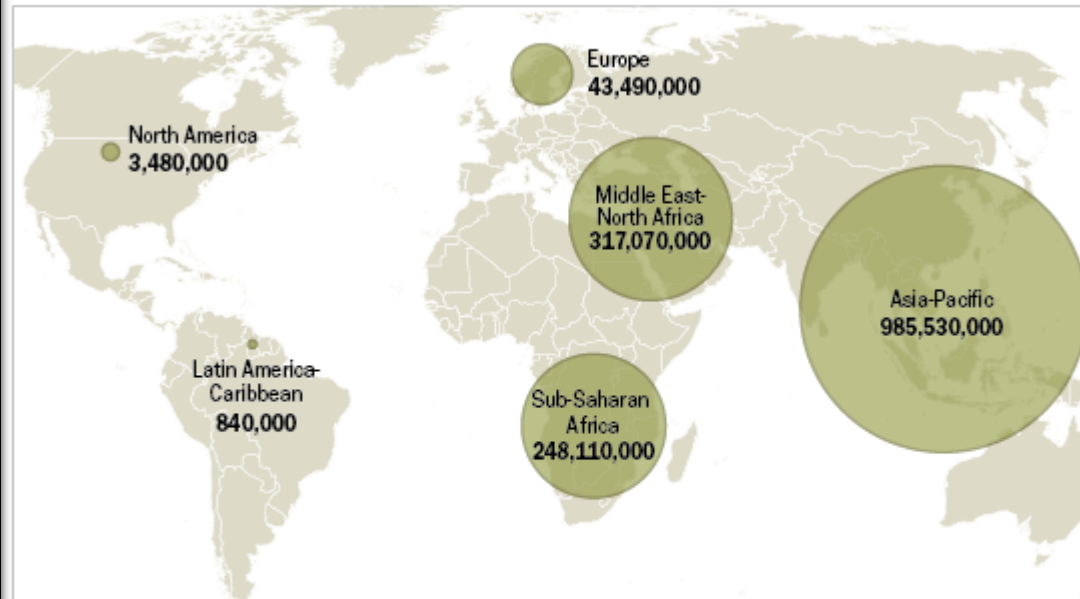 Europe
43,490,000
North America
3,480,000
Middle East-
North Africa
317,070,000
Asia-Pacific
985,530,000
Latin America-
Caribbean
840,000
Sub-Saharan
Africa
248,110,000